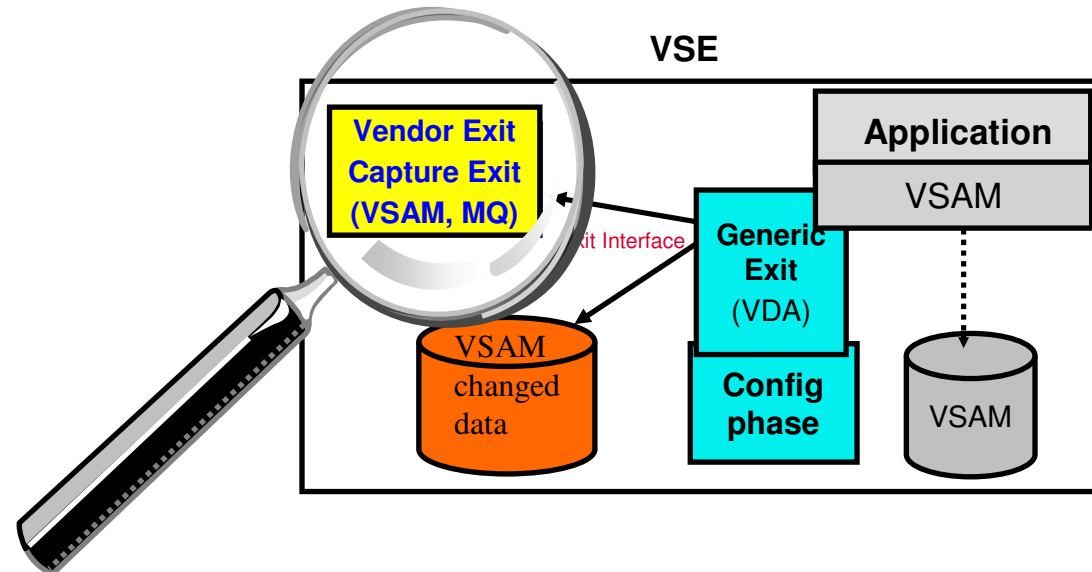 VSE
Vendor Exit
Capture Exit
(VSAM, MQ)
Application
VSAM
Interface
Generic
Exit
(VDA)
VSAM
changed
data
Config
phase
VSAM